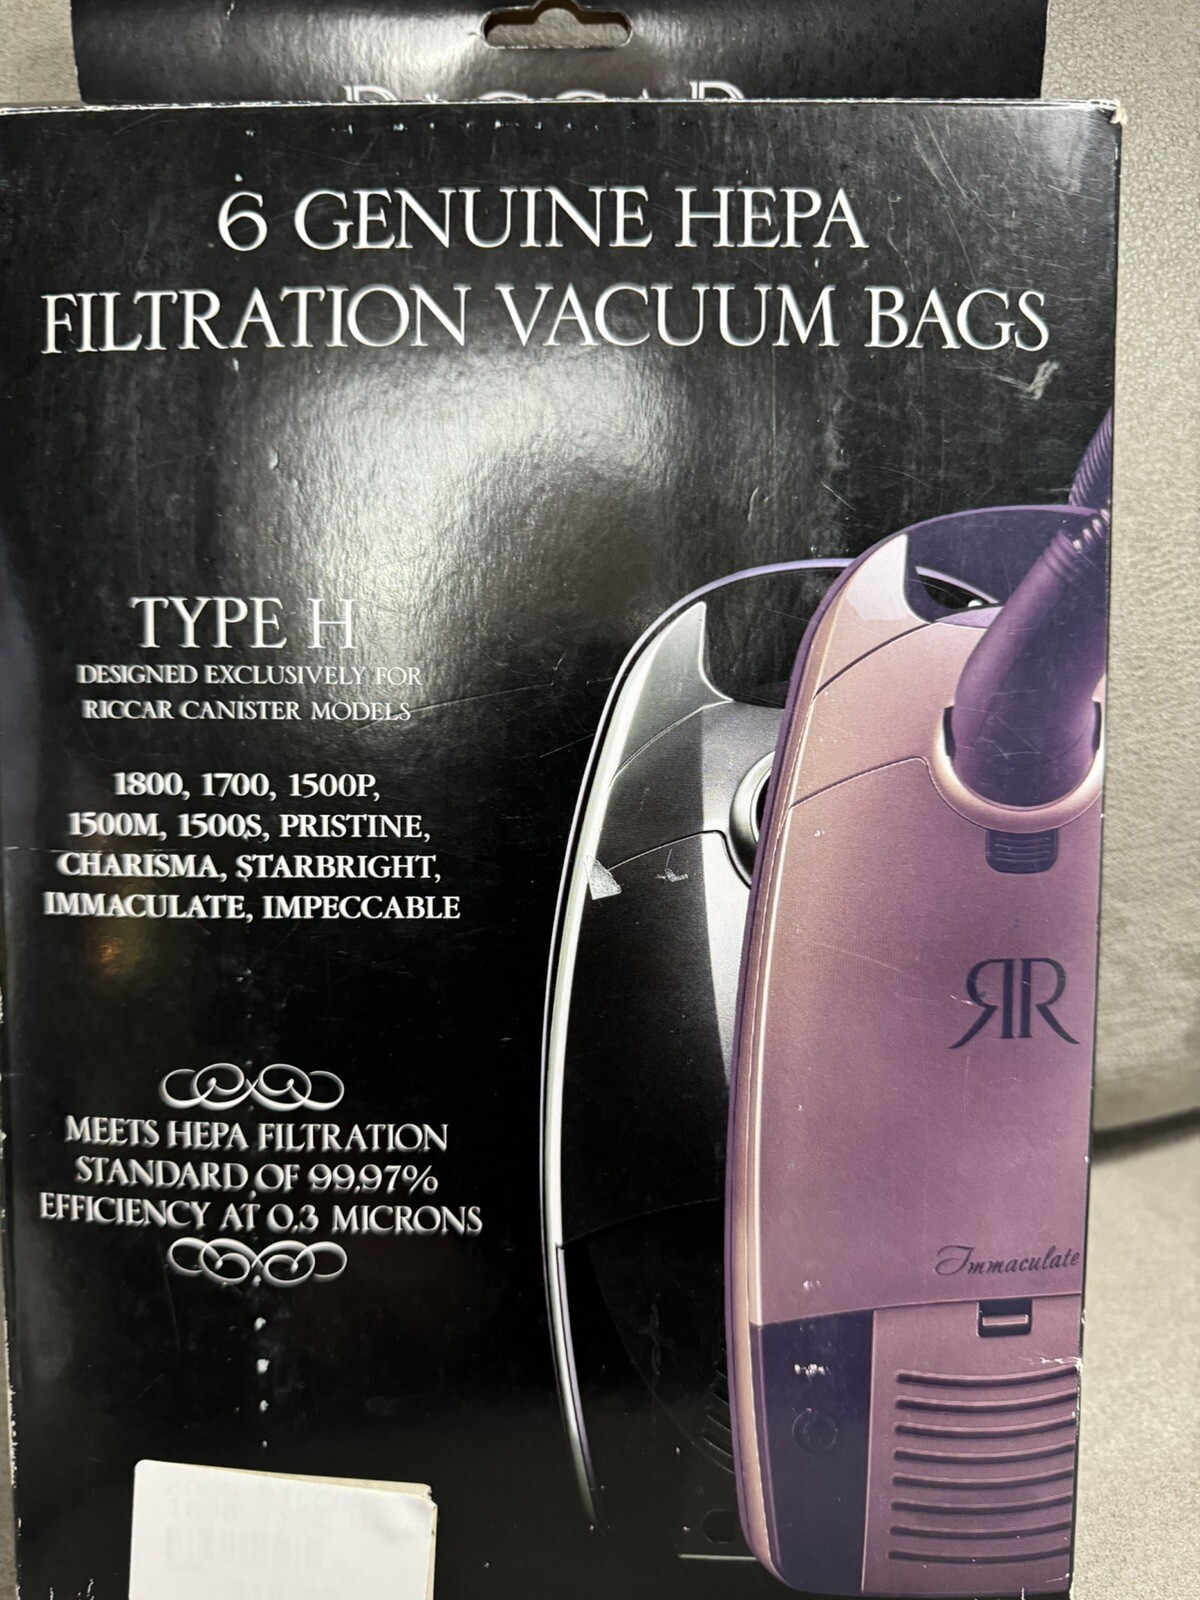 6 GENUINE HEPA
FILTRATION VACUUM BAGS
TYPE H
DESIGNED EXCLUSIVELY FOR
RICCAR CANISTER MODELS
1800, 1700, 1500P,
1500M, 1500S, PRISTINE,
CHARISMA, STARBRIGHT,
IMMACULATE, IMPECCABLE
MEETS HEPA FILTRATION
STANDARD OF 99.97%
EFFICIENCY AT 0.3 MICRONS
RR
Immaculate